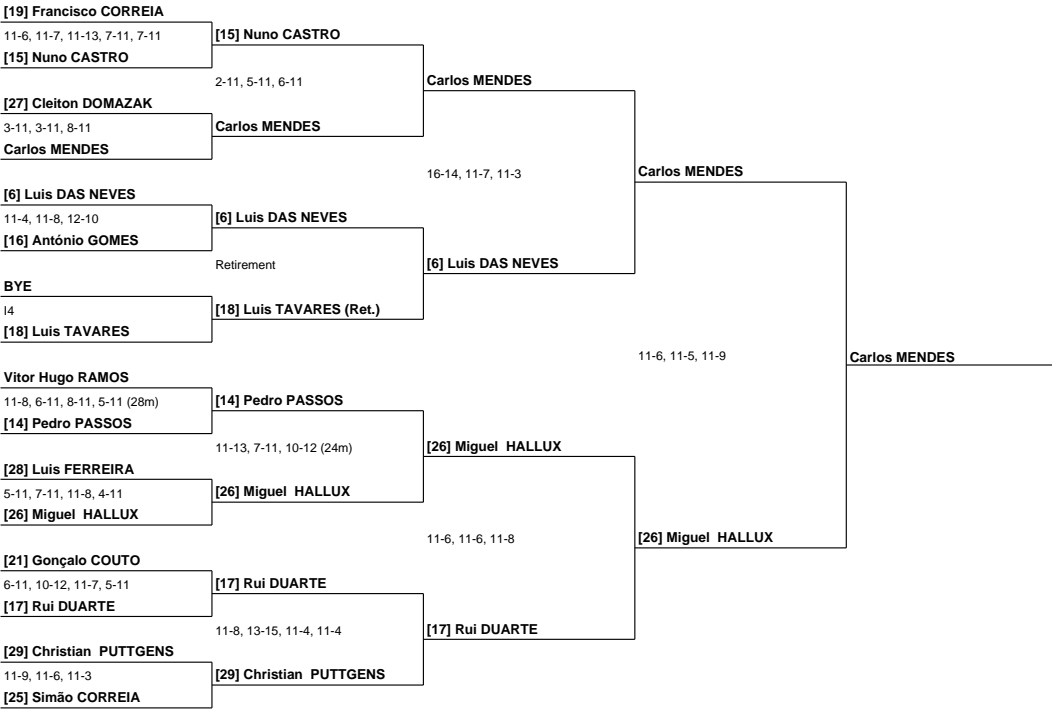 [19] Francisco CORREIA
11-6, 11-7, 11-13, 7-11, 7-11
[15] Nuno CASTRO
[27] Cleiton DOMAZAK
3-11, 3-11, 8-11
Carlos MENDES
[6] Luis DAS NEVES
11-4, 11-8, 12-10
[16] António GOMES
BYE
I4
[18] Luis TAVARES
Vitor Hugo RAMOS
11-8, 6-11, 8-11, 5-11 (28m)
[14] Pedro PASSOS
[28] Luis FERREIRA
5-11, 7-11, 11-8, 4-11
[26] Miguel  HALLUX
[21] Gonçalo COUTO
6-11, 10-12, 11-7, 5-11
[17] Rui DUARTE
[29] Christian  PUTTGENS
11-9, 11-6, 11-3
[25] Simão CORREIA
[15] Nuno CASTRO
2-11, 5-11, 6-11
Carlos MENDES
[6] Luis DAS NEVES
Retirement
[18] Luis TAVARES (Ret.)
[14] Pedro PASSOS
11-13, 7-11, 10-12 (24m)
[26] Miguel  HALLUX
[17] Rui DUARTE
11-8, 13-15, 11-4, 11-4
[29] Christian  PUTTGENS
Carlos MENDES
16-14, 11-7, 11-3
[6] Luis DAS NEVES
[26] Miguel  HALLUX
11-6, 11-6, 11-8
[17] Rui DUARTE
Carlos MENDES
11-6, 11-5, 11-9
[26] Miguel  HALLUX
Carlos MENDES